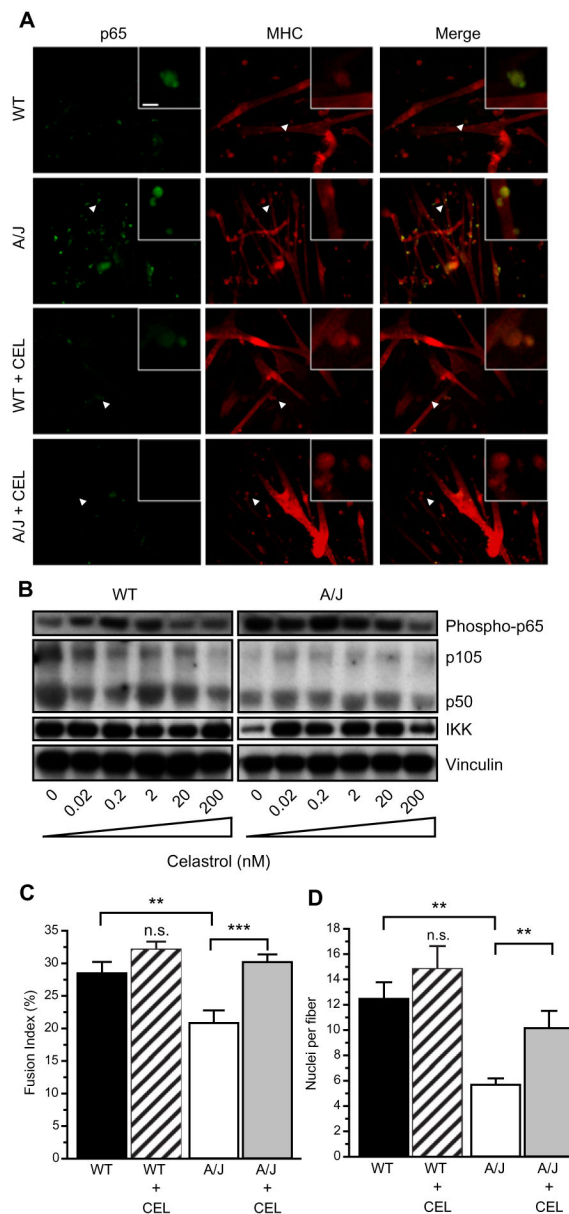 A
p65 MHC Merge
WT
A/J
WT + CEL
A/J + CEL
B
WT A/J
Phospho-p65
p105
p50
IKK
Vinculin
0 0.02 0.2 2 20 200 0 0.02 0.2 2 20 200
Celastrol (nM)
C
** 
n.s. ***
Fusion Index (%)
35
30
25
20
15
10
5
0
WT WT + CEL A/J A/J + CEL
D
**
n.s. **
Nuclei per fiber
18
16
14
12
10
8
6
4
2
0
WT WT + CEL A/J A/J + CEL